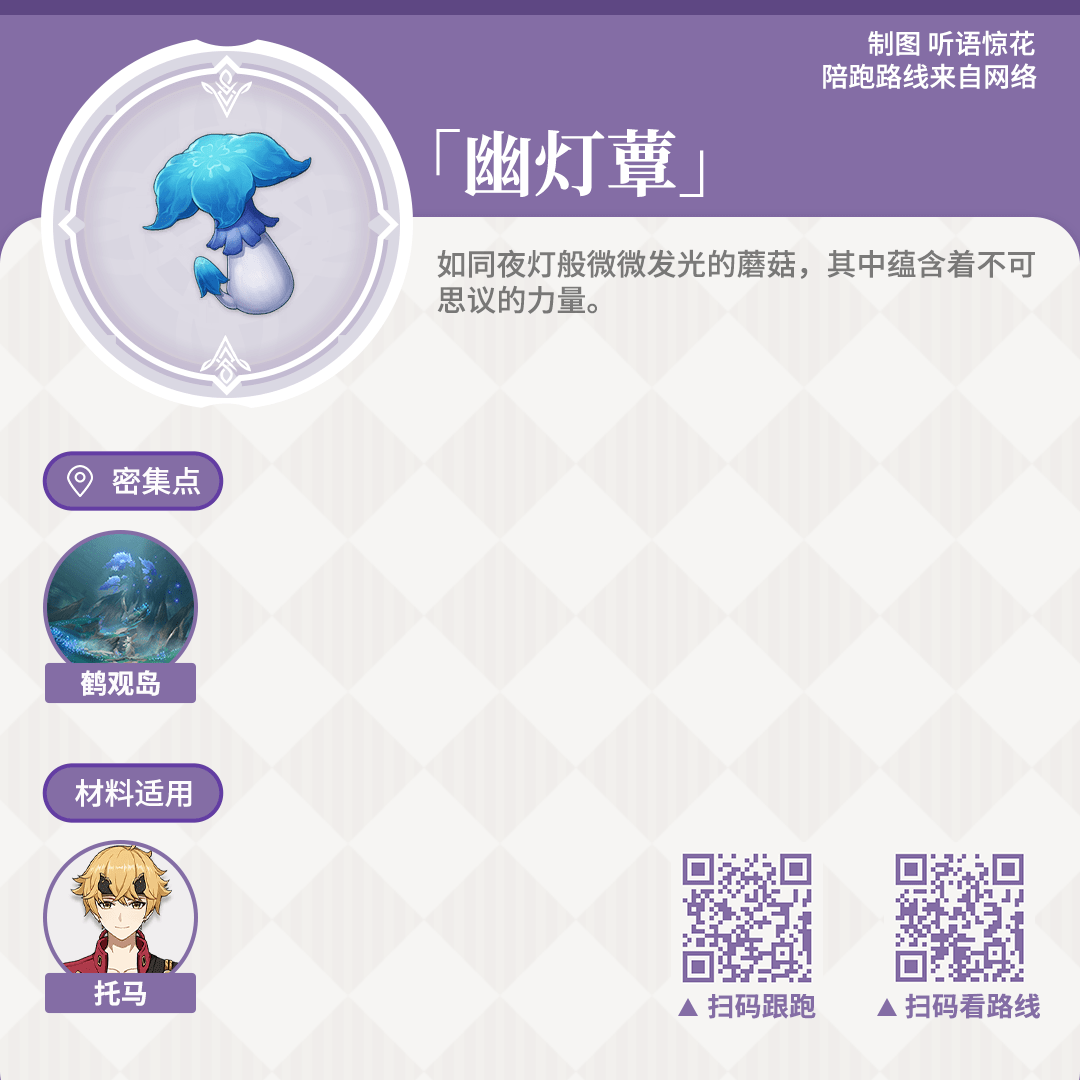 制图 听语惊花
陪跑路线来自网络
「幽灯蕈」
如同夜灯般微微发光的蘑菇，其中蕴含着不可
思议的力量。
密集点
鹤观岛
材料适用
托马
▲ 扫码跟跑
▲ 扫码看路线